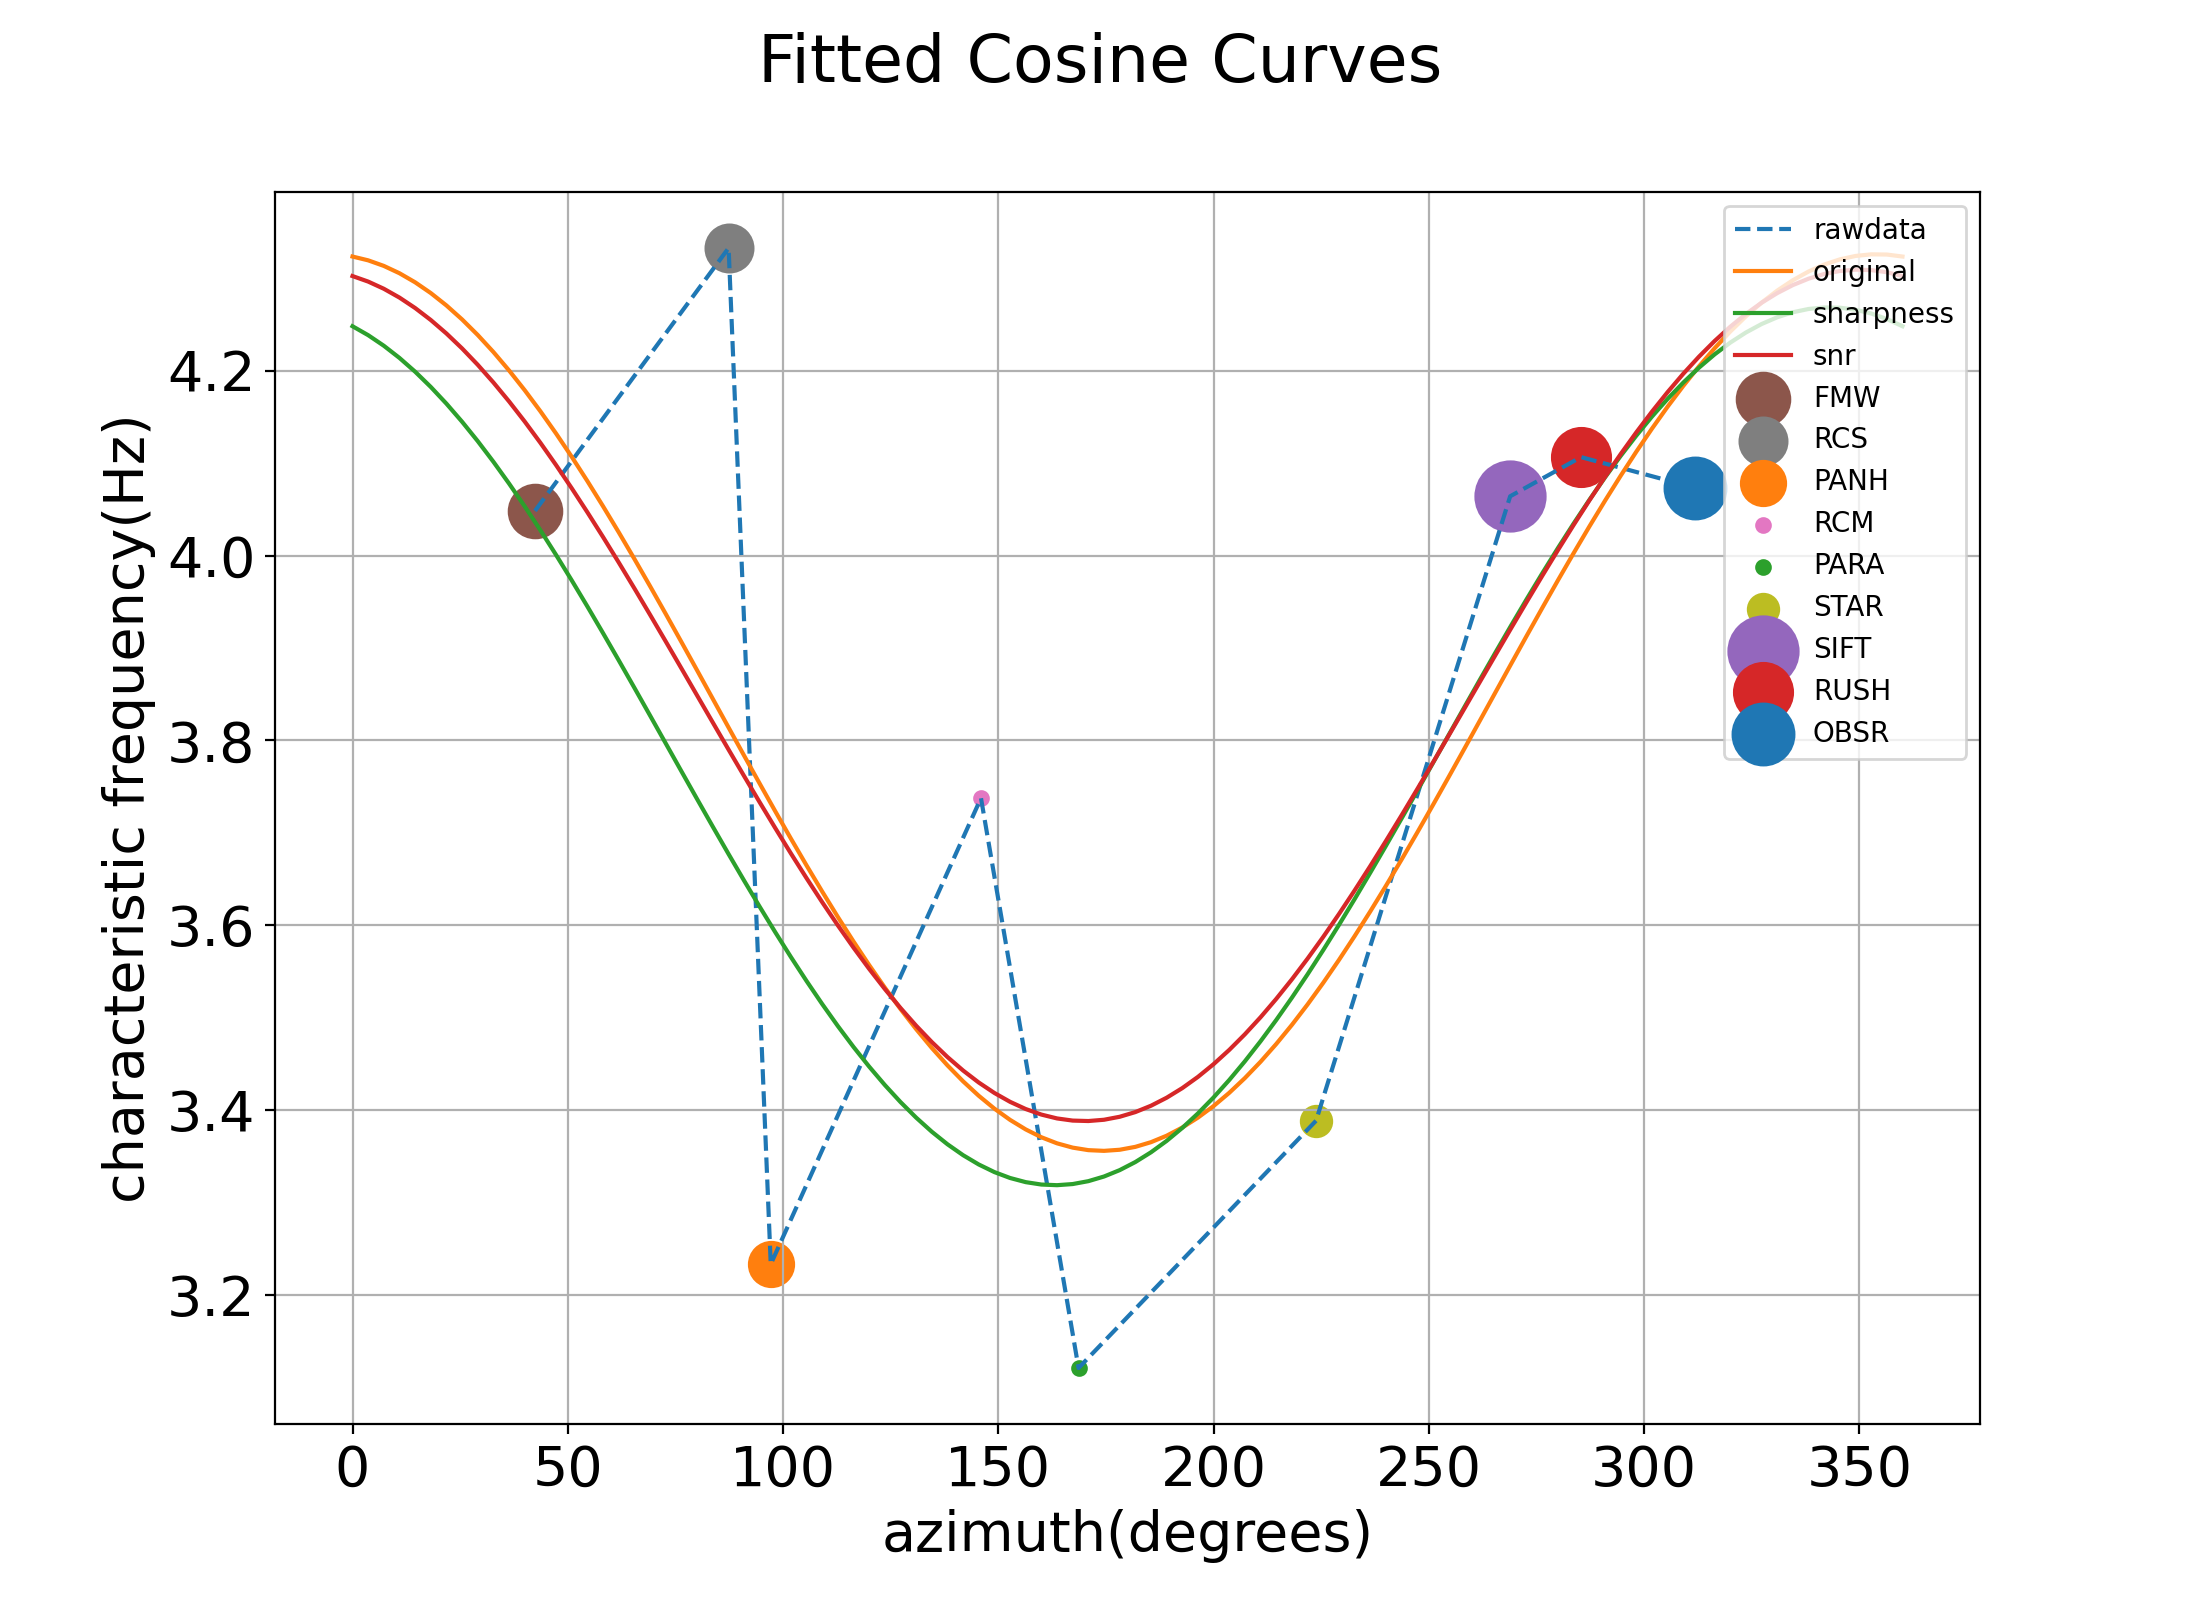 Fitted Cosine Curves
characteristic frequency(Hz)
4.2
4.0
3.8
3.6
3.4
3.2
rawdata
original
sharpness
snr
FMW
RCS
PANH
RCM
PARA
STAR
SIFT
RUSH
OBSR
0 50 100 150 200 250 300 350
azimuth(degrees)